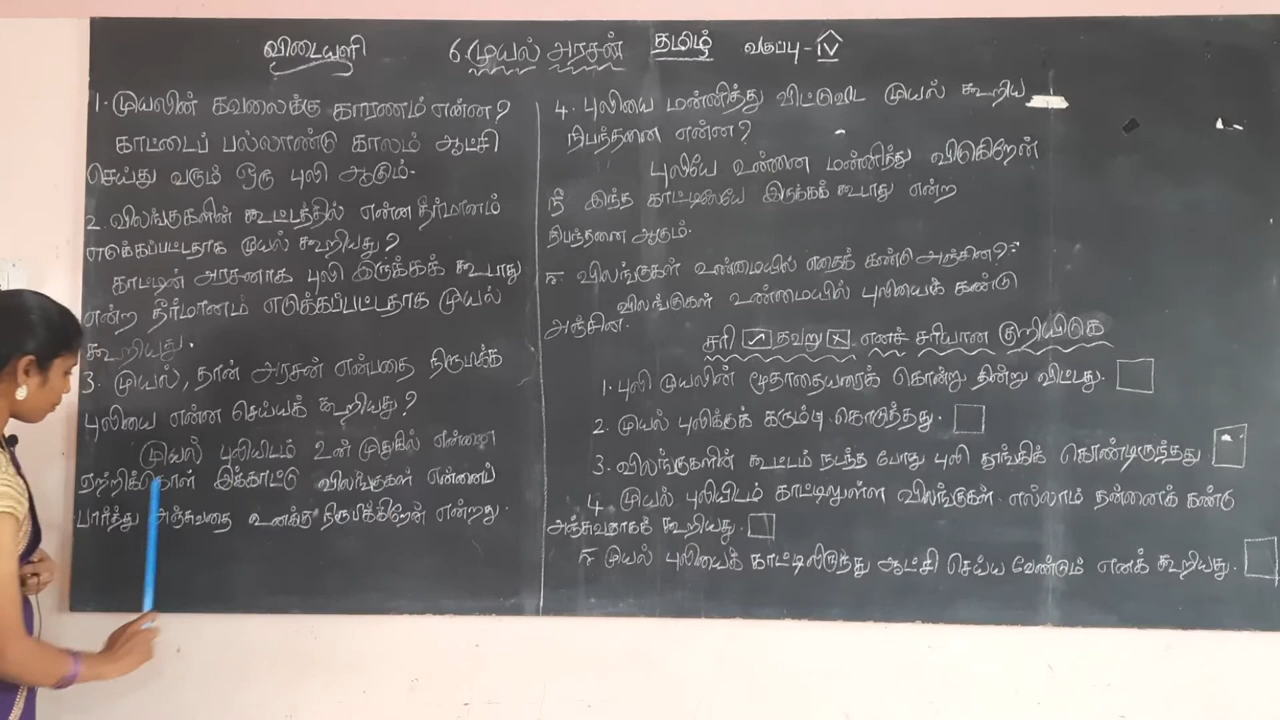 விடையளி
6. முயல் அரசன்
தமிழ்
வகுப்பு - IV
1. முயலின் கவலைக்கு காரணம் என்ன?
காட்டைப் பல்லாண்டு காலம் ஆட்சி
செய்து வரும் ஒரு புலி ஆகும்.
2. விலங்குகளின் கூட்டத்தில் என்ன தீர்மானம்
எடுக்கப்பட்டதாக முயல் கூறியது?
காட்டின் அரசனாக புலி இருக்கக் கூடாது
என்ற தீர்மானம் எடுக்கப்பட்டதாக முயல்
கூறியது.
3. முயல், தான் அரசன் என்பதை நிரூபிக்க
புலியை என்ன செய்யக் கூறியது?
முயல் புலியிடம் உன் முதுகில் என்னை
ஏற்றிக்கொள் இக்காட்டு விலங்குகள் என்னைப்
பார்த்து அஞ்சுவதை உனக்கு நிரூபிக்கிறேன் என்றது.
4. புலியை மன்னித்து விட்டுவிட முயல் கூறிய
நிபந்தனை என்ன?
புலியே உன்னை மன்னித்து விடுகிறேன்
நீ இந்த காட்டிலேயே இருக்கக் கூடாது என்ற
நிபந்தனை ஆகும்.
5. விலங்குகள் உண்மையில் எதைக் கண்டு அஞ்சின?
விலங்குகள் உண்மையில் புலியைக் கண்டு
அஞ்சின.
சரி ✓ தவறு × எனச் சரியான குறியிடுக
1. புலி முயலின் மூதாதையரைக் கொன்று தின்று விட்டது.
2. முயல் புலிக்குக் கரும்பு கொடுத்தது.
3. விலங்குகளின் கூட்டம் நடந்த போது புலி தூங்கிக் கொண்டிருந்தது
4 முயல் புலியிடம் காட்டிலுள்ள விலங்குகள் எல்லாம் தன்னைக் கண்டு
அஞ்சுவதாகக் கூறியது.
5 முயல் புலியைக் காட்டிலிருந்து ஆட்சி செய்ய வேண்டும் எனக் கூறியது.